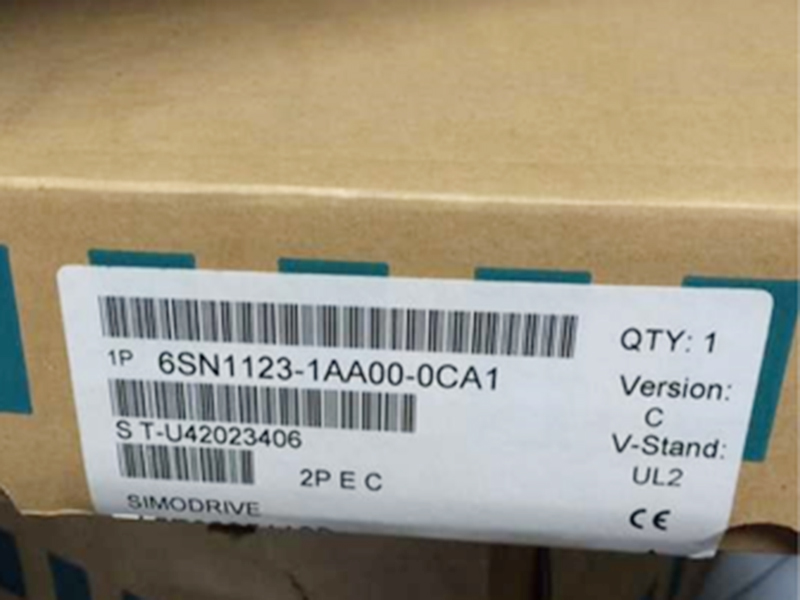 QTY: 1
1P 6SN1123-1AA00-0CA1
Version:
C
S T-U42023406
V-Stand:
UL2
2P E C
SIMODRIVE
CE